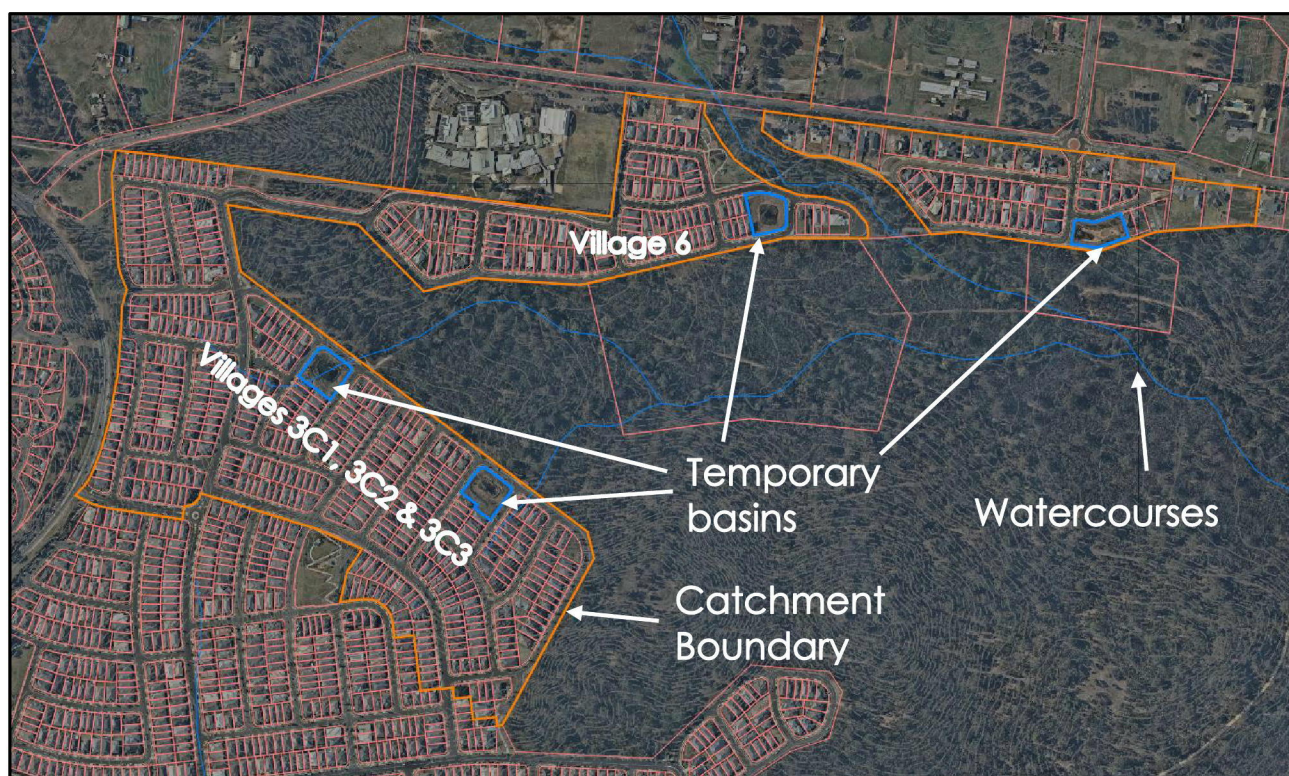 Village 6
Villages 3C1, 3C2 & 3C3
Temporary
basins
Watercourses
Catchment
Boundary